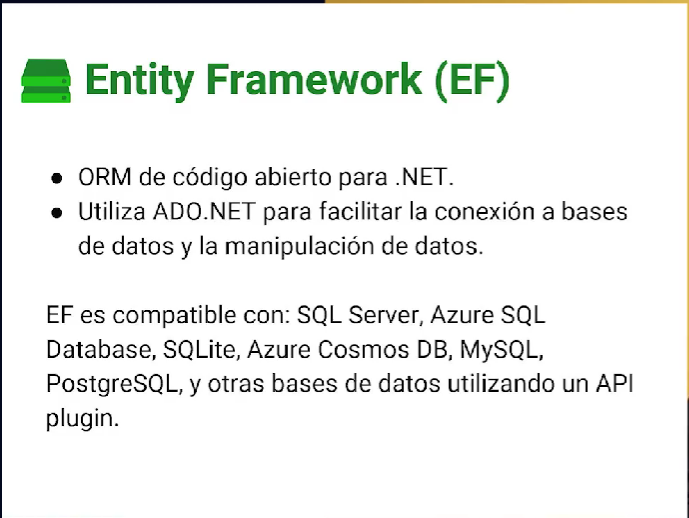 Entity Framework (EF)
● ORM de código abierto para .NET.
● Utiliza ADO.NET para facilitar la conexión a bases
de datos y la manipulación de datos.
EF es compatible con: SQL Server, Azure SQL
Database, SQLite, Azure Cosmos DB, MySQL,
PostgreSQL, y otras bases de datos utilizando un API
plugin.